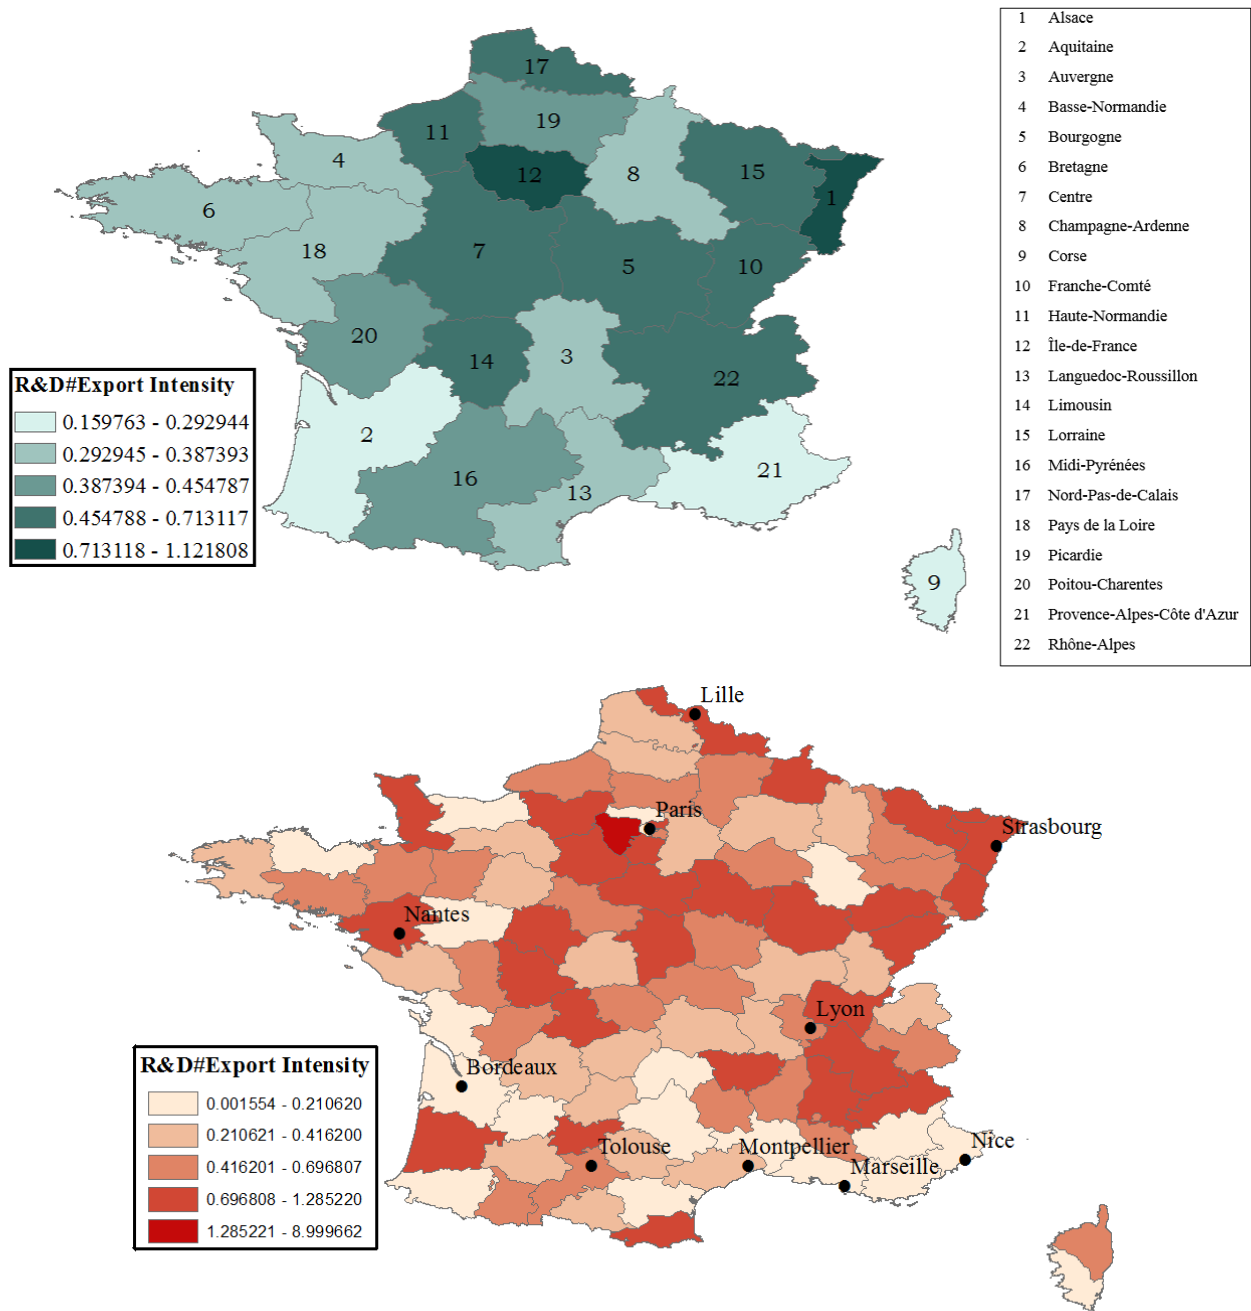 1 Alsace
2 Aquitaine
3 Auvergne
4 Basse-Normandie
5 Bourgogne
6 Bretagne
7 Centre
8 Champagne-Ardenne
9 Corse
10 Franche-Comté
11 Haute-Normandie
12 Île-de-France
13 Languedoc-Roussillon
14 Limousin
15 Lorraine
16 Midi-Pyrénées
17 Nord-Pas-de-Calais
18 Pays de la Loire
19 Picardie
20 Poitou-Charentes
21 Provence-Alpes-Côte d'Azur
22 Rhône-Alpes
17
19
11
4
12
8
15
1
6
18
7
5
10
20
14
3
22
2
16
13
21
9
R&D#Export Intensity
0.159763 - 0.292944
0.292945 - 0.387393
0.387394 - 0.454787
0.454788 - 0.713117
0.713118 - 1.121808
Lille
Paris
Strasbourg
Nantes
Lyon
Bordeaux
Tolouse
Montpellier
Nice
Marseille
R&D#Export Intensity
0.001554 - 0.210620
0.210621 - 0.416200
0.416201 - 0.696807
0.696808 - 1.285220
1.285221 - 8.999662